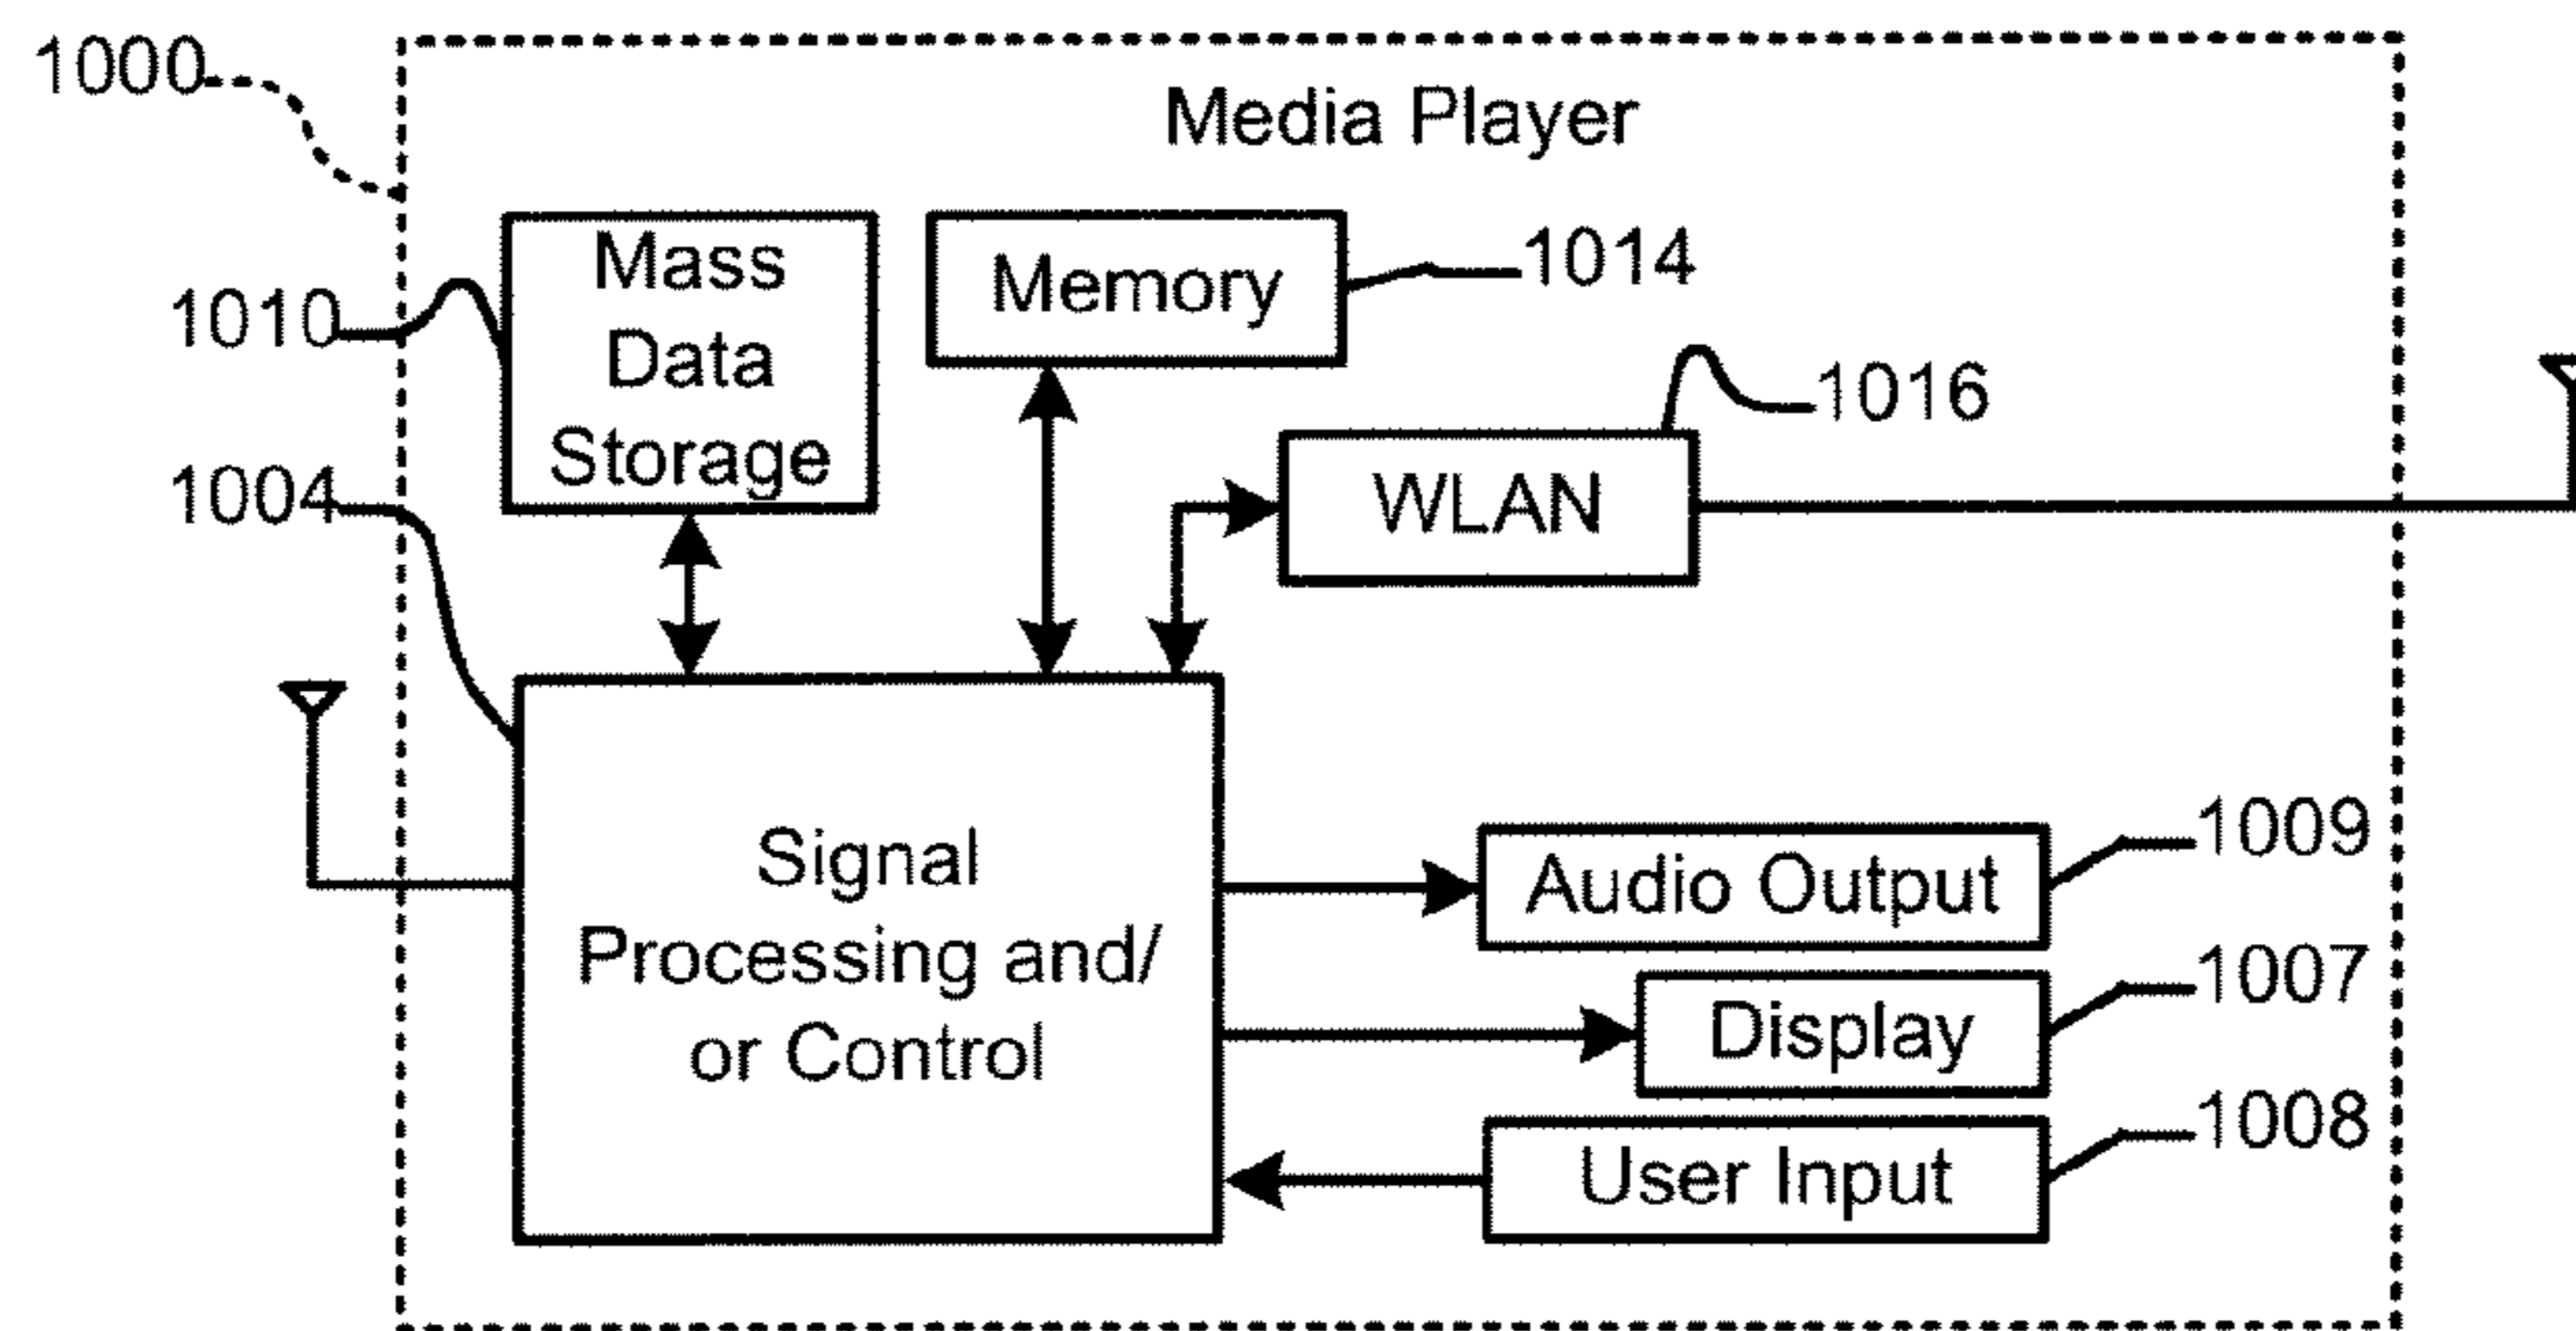 1000
Media Player
Mass
Data
Storage
Memory
1014
1010
1016
WLAN
1004
Signal
Processing and/
or Control
Audio Output
1009
Display
1007
User Input
1008